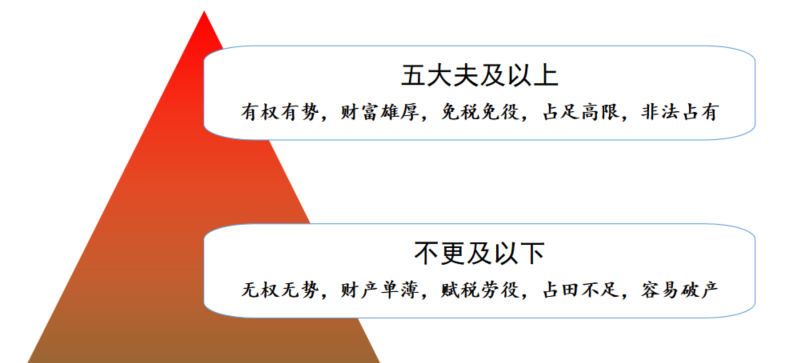 五大夫及以上
有权有势，财富雄厚，免税免役，占足高限，非法占有
不更及以下
无权无势，财产单薄，赋税劳役，占田不足，容易破产